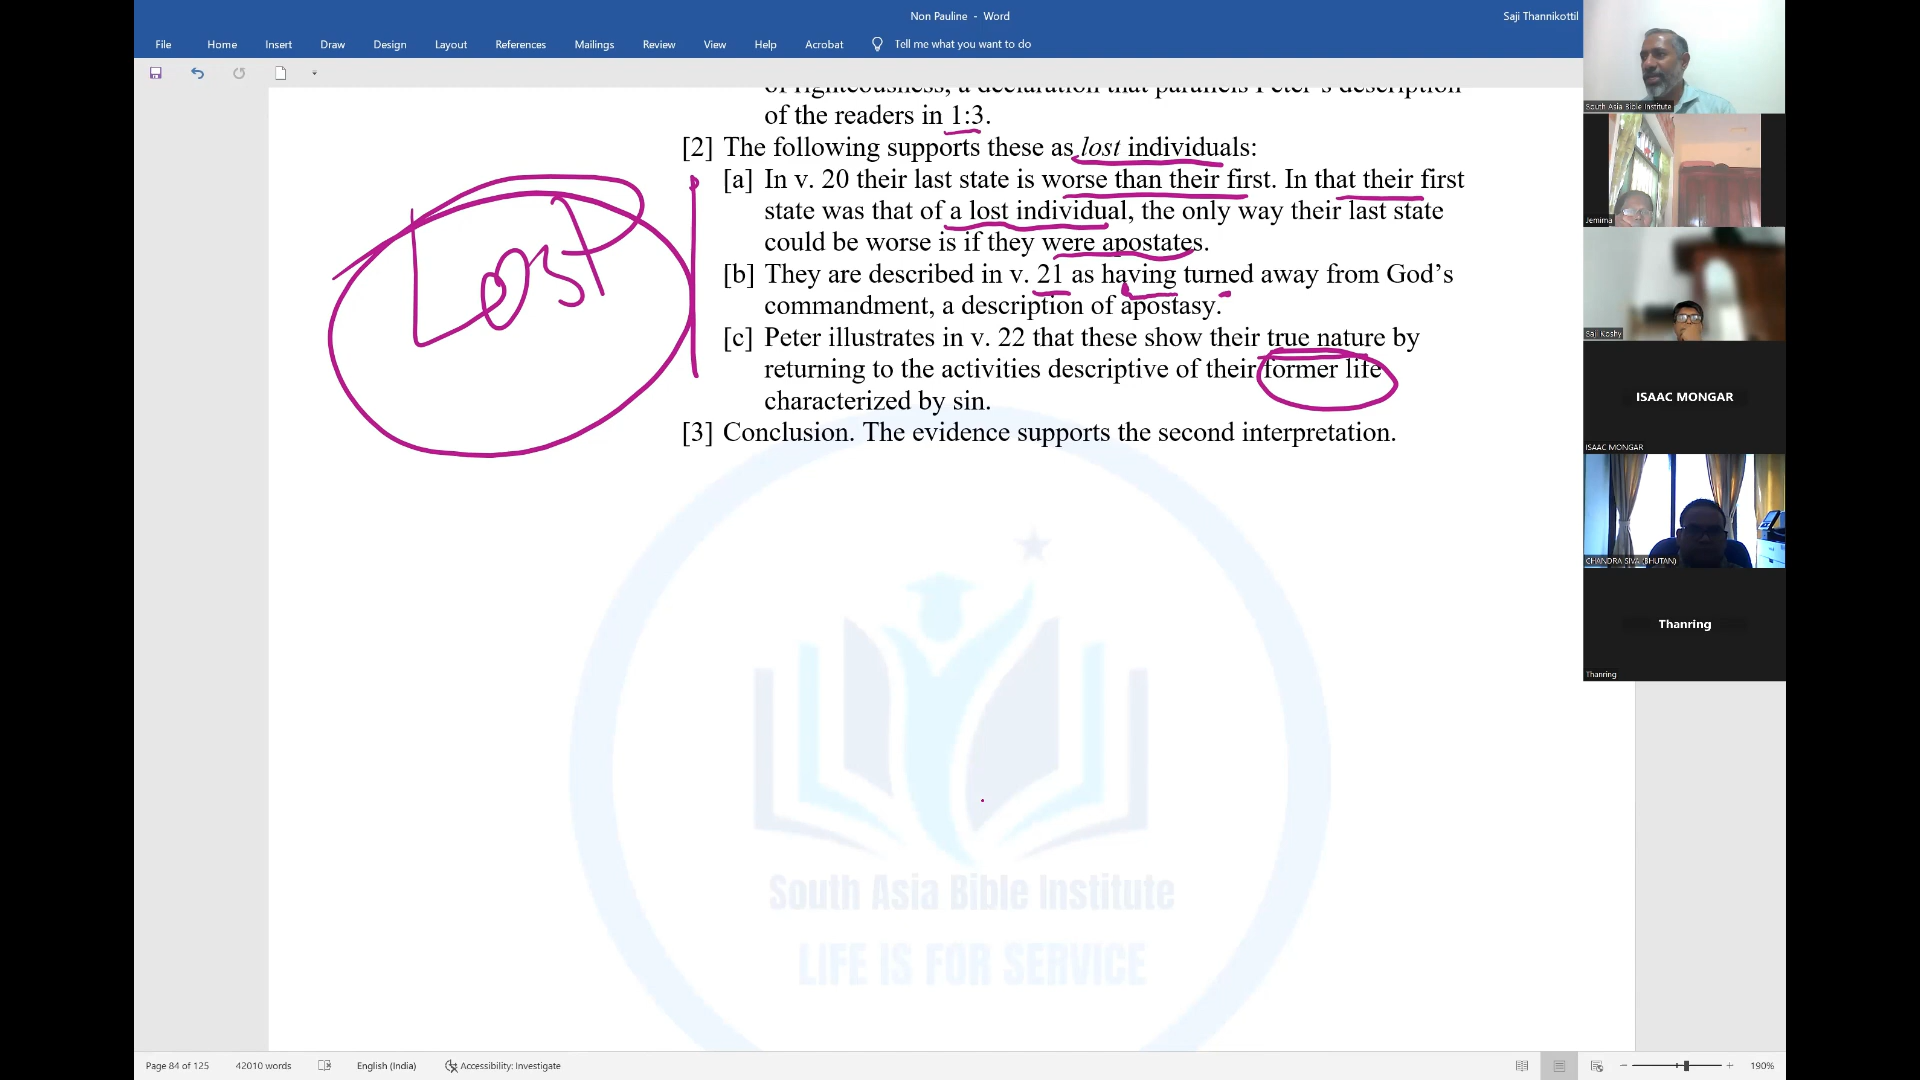 Non Pauline - Word
Saji Thannikottil
File Home Insert Draw Design Layout References Mailings Review View Help Acrobat Tell me what you want to do
of righteousness, a declaration that parallels Peter's description
of the readers in 1:3.
[2] The following supports these as lost individuals:
[a] In v. 20 their last state is worse than their first. In that their first
state was that of a lost individual, the only way their last state
could be worse is if they were apostates.
[b] They are described in v. 21 as having turned away from God's
commandment, a description of apostasy.
[c] Peter illustrates in v. 22 that these show their true nature by
returning to the activities descriptive of their former life
characterized by sin.
[3] Conclusion. The evidence supports the second interpretation.
Lost
South Asia Bible Institute
LIFE IS FOR SERVICE
South Asia Bible Institute
Jemima
Saji Koshy
ISAAC MONGAR
ISAAC MONGAR
CHANDRA SIVA (BHUTAN)
Thanring
Thanring
Page 84 of 125 42010 words English (India) Accessibility: Investigate 190%